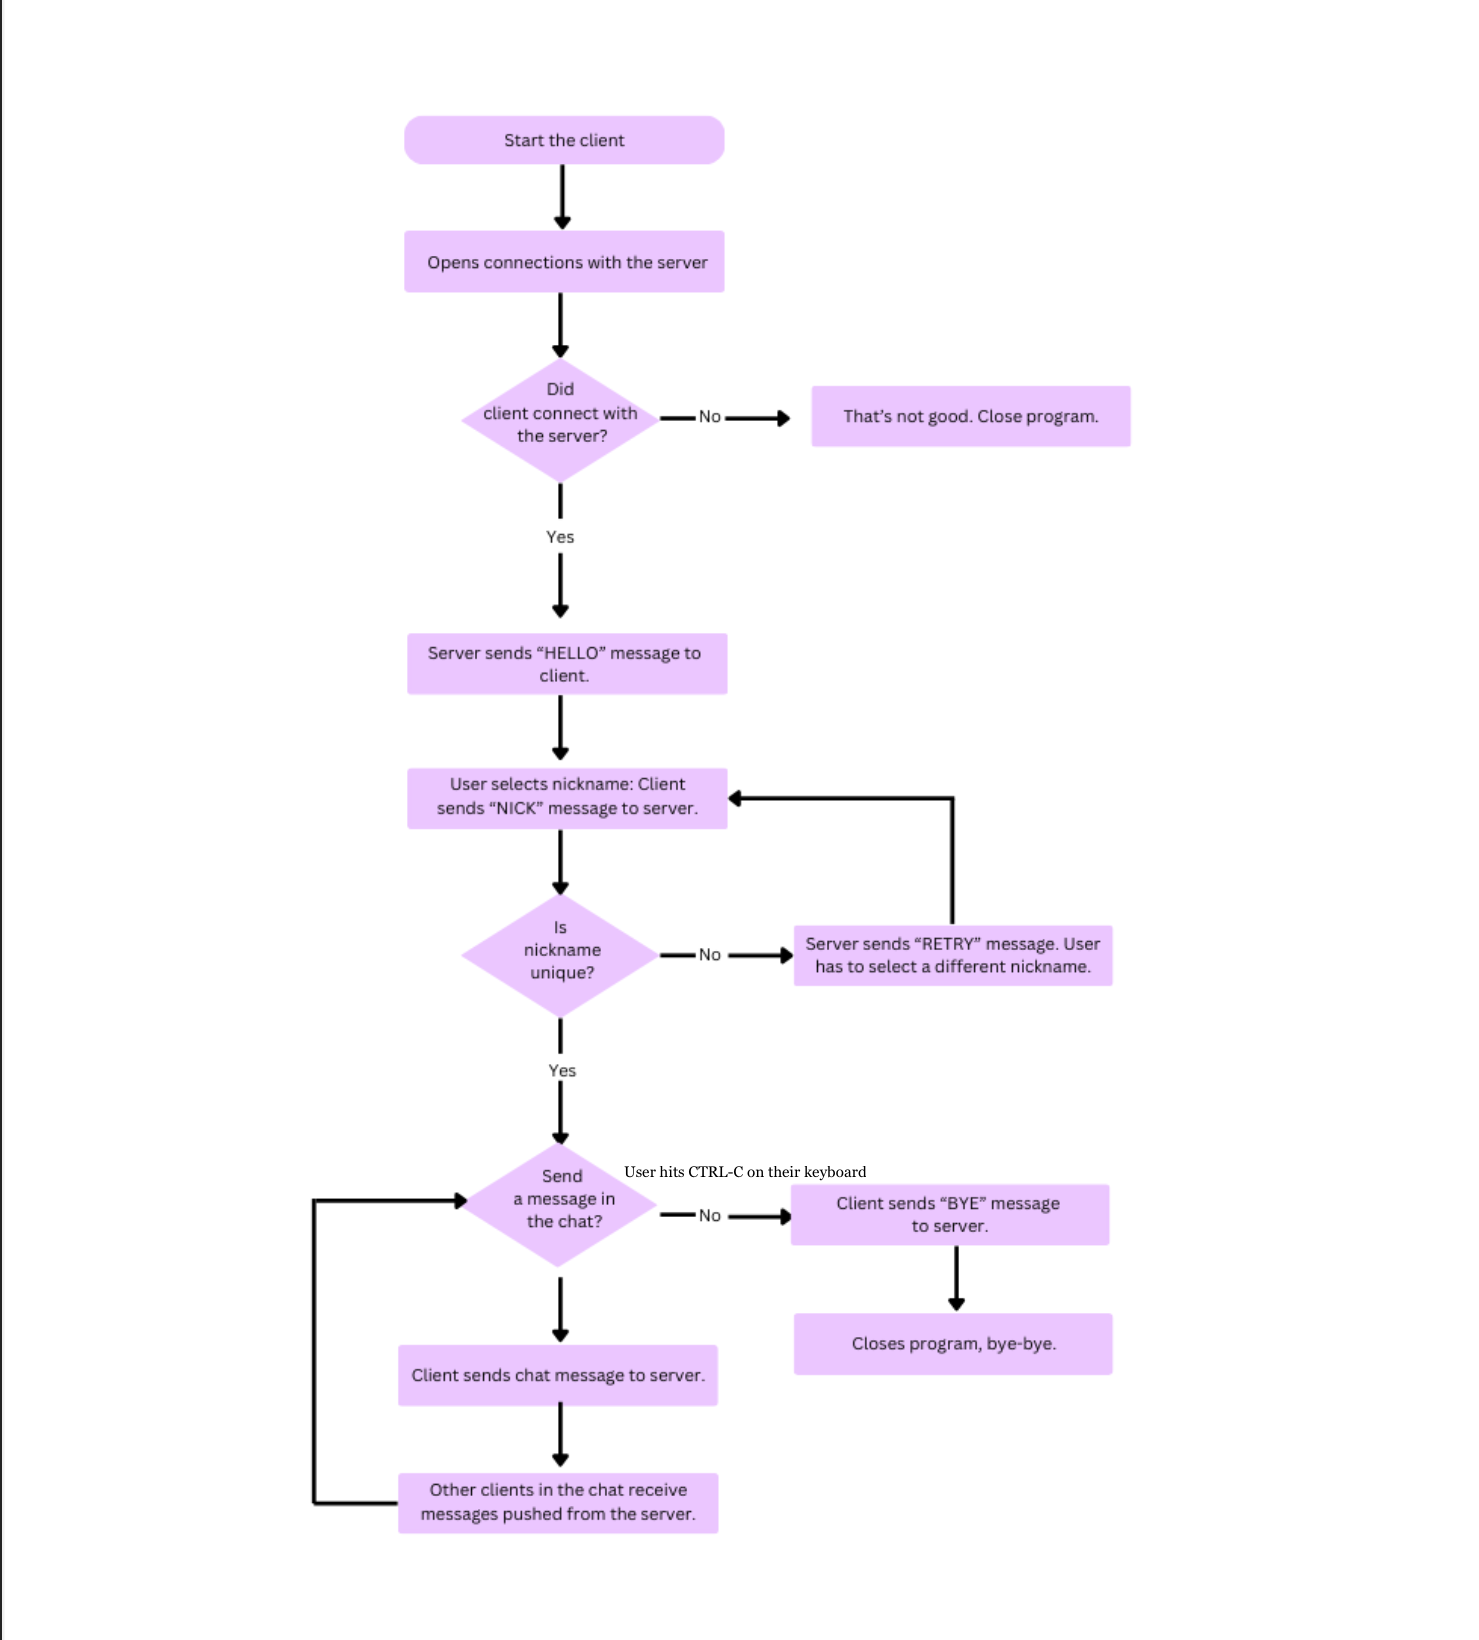 Start the client
Opens connections with the server
Did
client connect with
the server?
No
That’s not good. Close program.
Yes
Server sends “HELLO” message to
client.
User selects nickname: Client
sends “NICK” message to server.
Is
nickname
unique?
No
Server sends “RETRY” message. User
has to select a different nickname.
Yes
Send
a message in
the chat?
User hits CTRL-C on their keyboard
No
Client sends “BYE” message
to server.
Closes program, bye-bye.
Client sends chat message to server.
Other clients in the chat receive
messages pushed from the server.